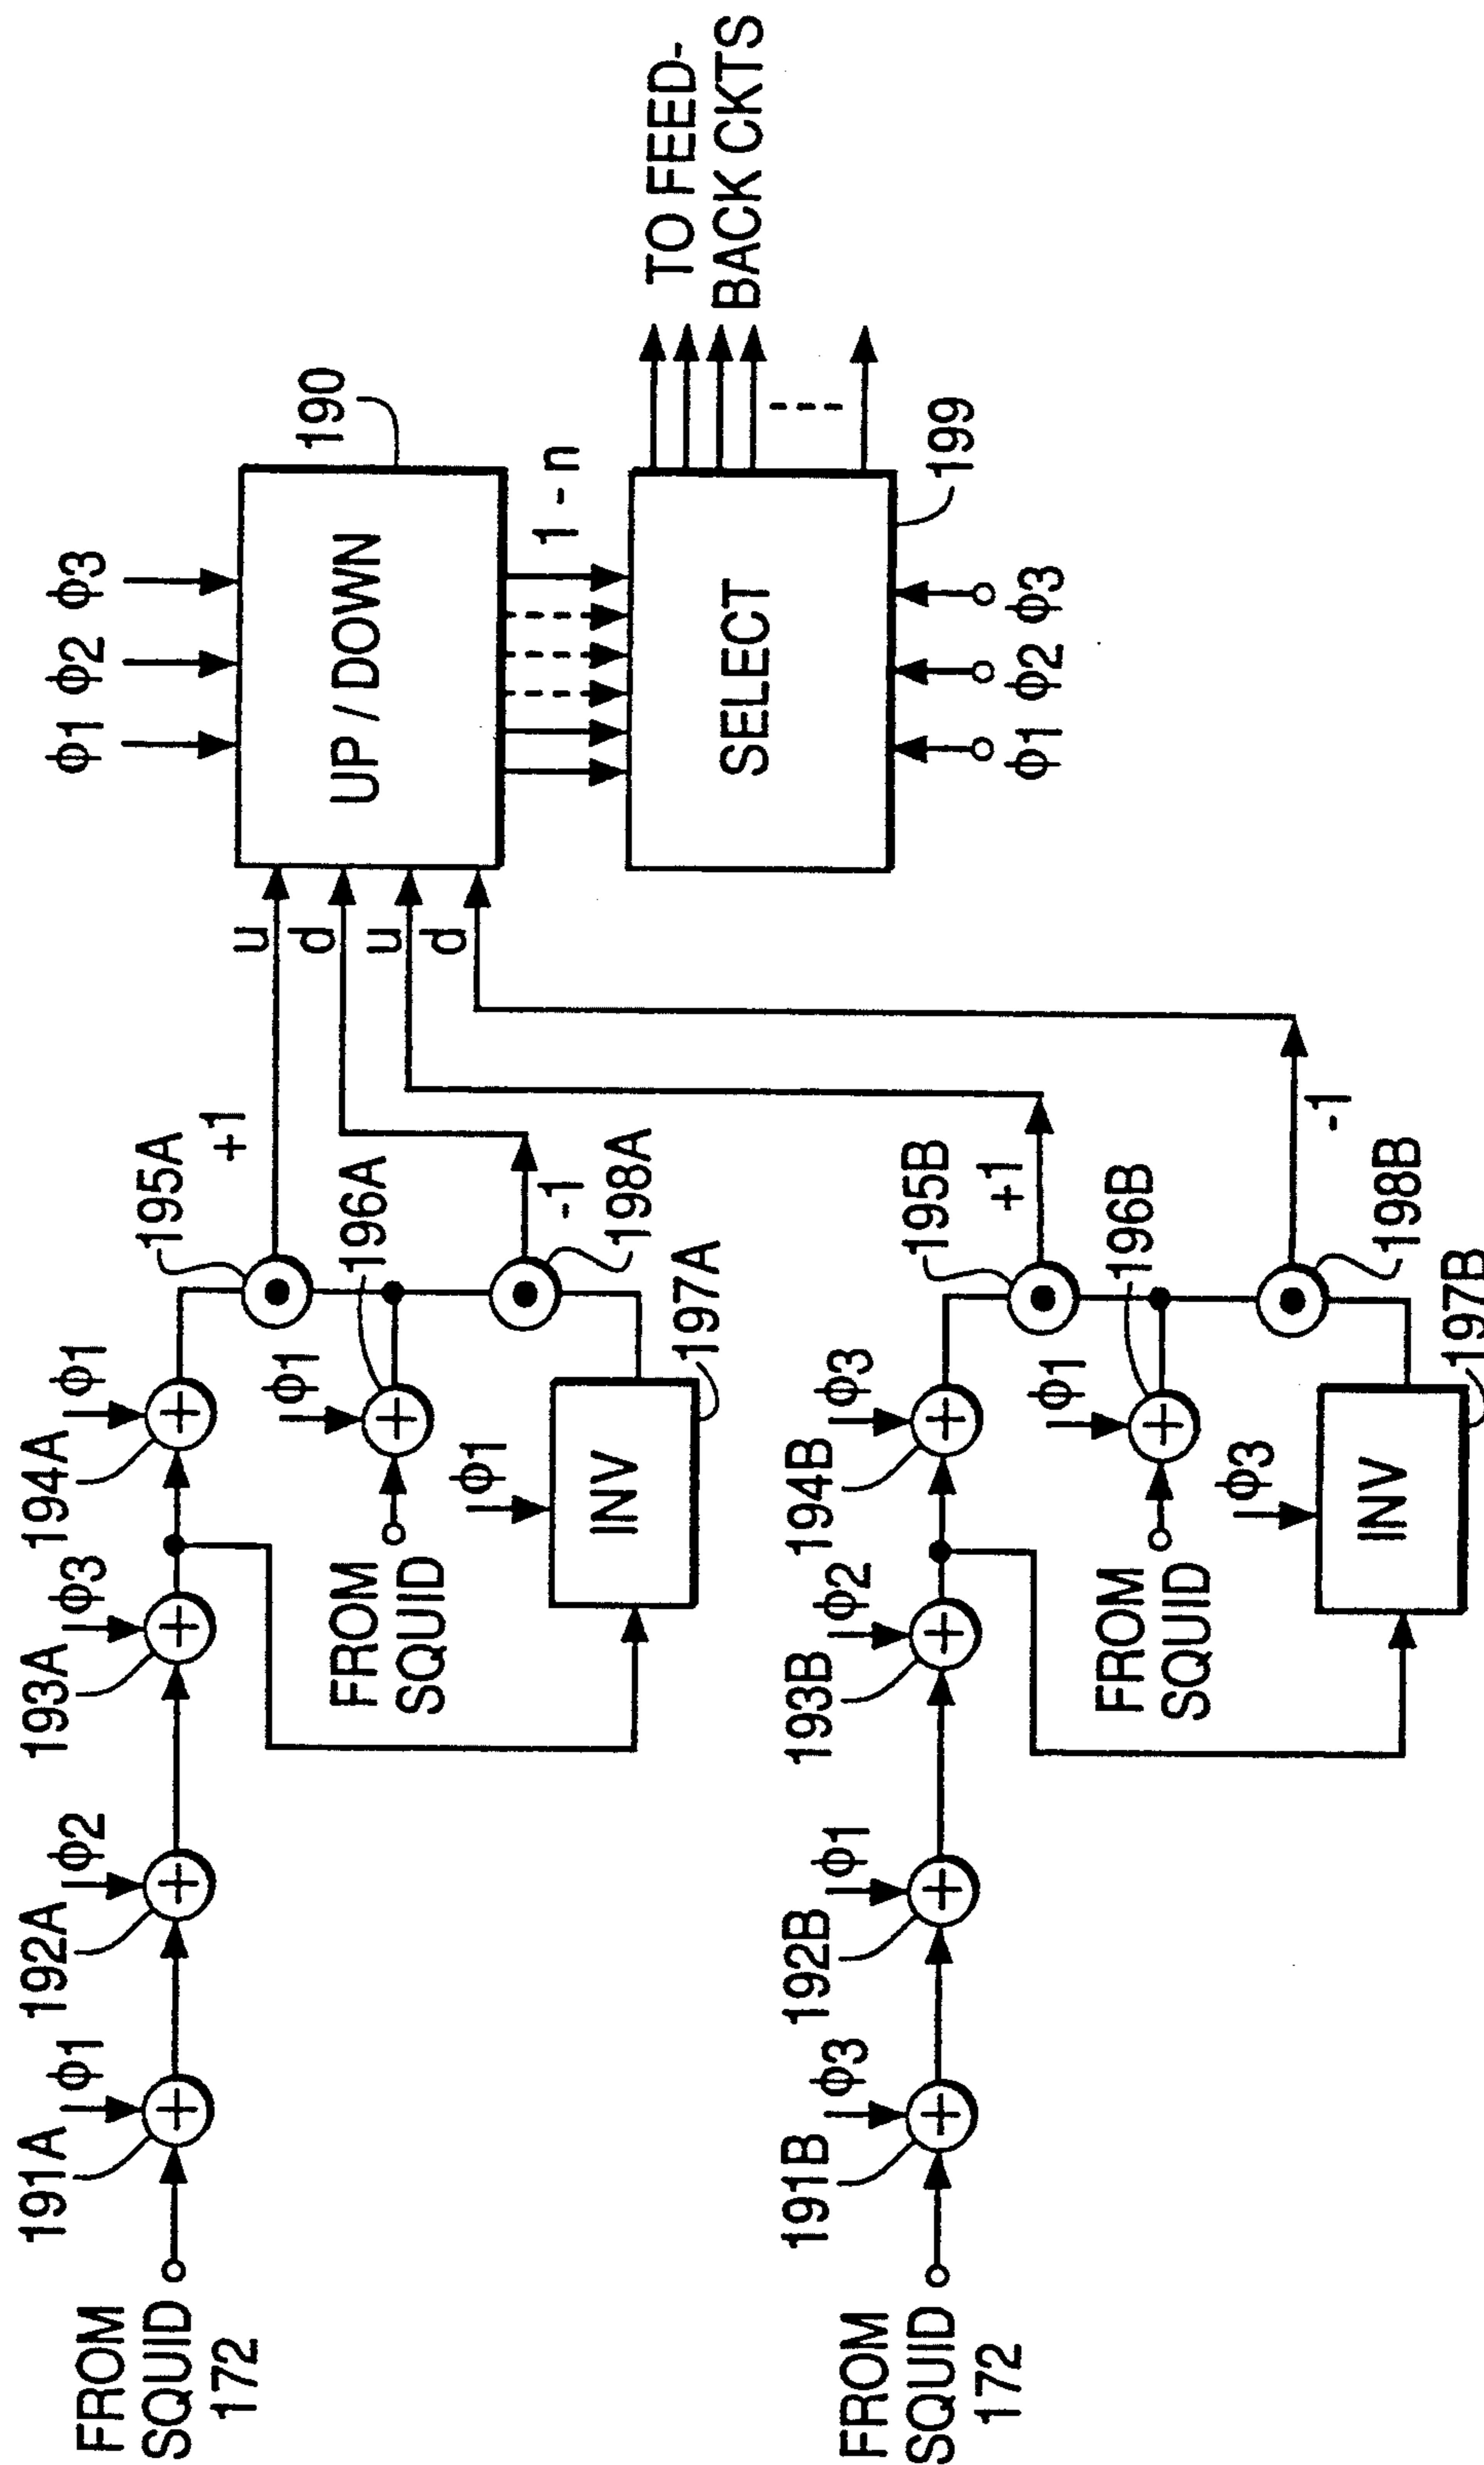 191A
ϕ1
192A
ϕ2
193A
ϕ3
194A
ϕ1
195A
+1
u
d
u
d
ϕ1
ϕ2
ϕ3
190
UP / DOWN
1 - n
FROM
SQUID
172
FROM
SQUID
ϕ1
196A
-1
198A
ϕ1
INV
197A
SELECT
199
ϕ1
ϕ2
ϕ3
TO FEED-
BACK CKTS
191B
ϕ3
192B
ϕ1
193B
ϕ2
194B
ϕ3
195B
+1
FROM
SQUID
172
FROM
SQUID
ϕ1
196B
-1
198B
ϕ3
INV
197B